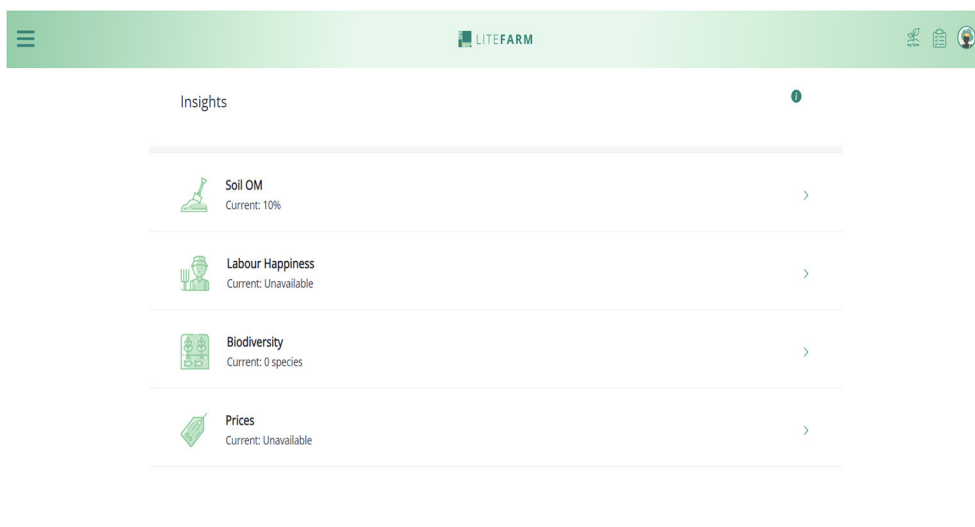 LITEFARM
Insights
Soil OM
Current: 10%
Labour Happiness
Current: Unavailable
Biodiversity
Current: 0 species
Prices
Current: Unavailable